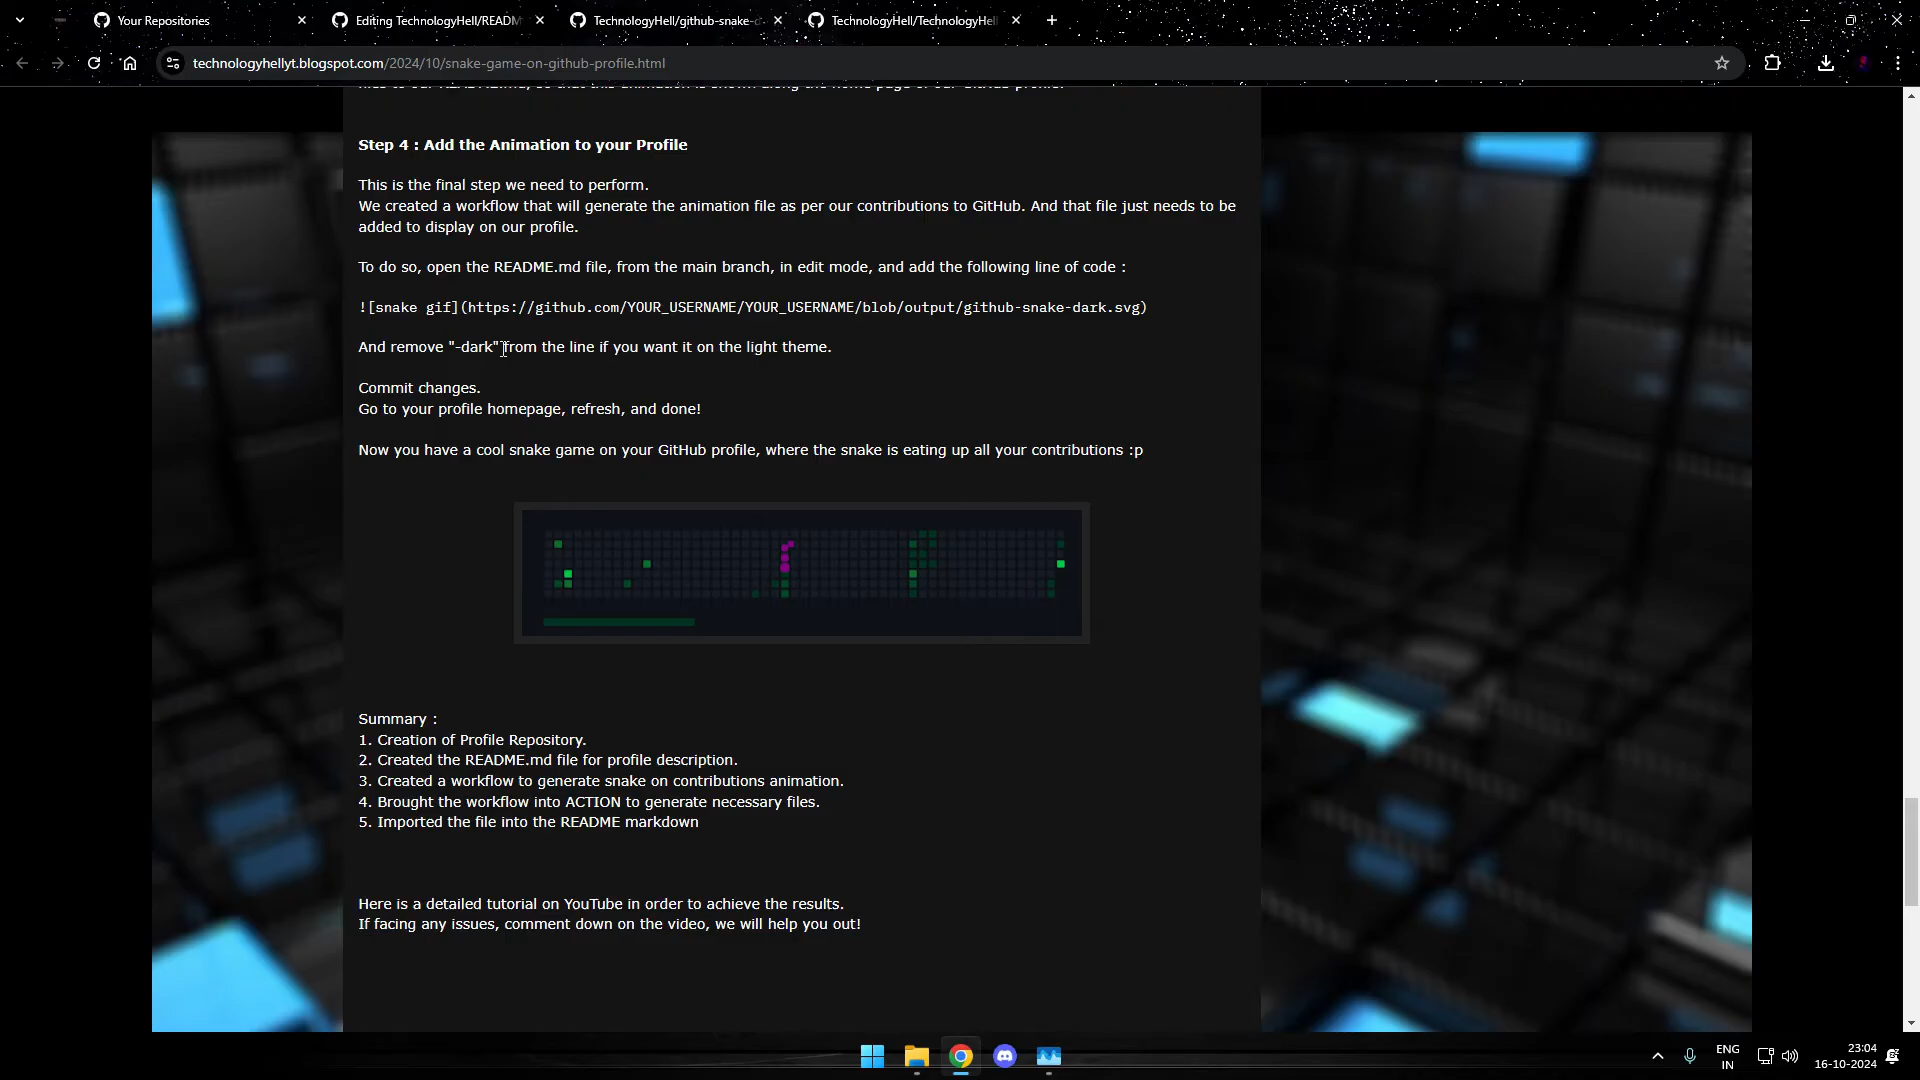 Your Repositories
Editing TechnologyHell/READM
TechnologyHell/github-snake-c
TechnologyHell/TechnologyHell
technologyhellyt.blogspot.com/2024/10/snake-game-on-github-profile.html
Step 4 : Add the Animation to your Profile
This is the final step we need to perform.
We created a workflow that will generate the animation file as per our contributions to GitHub. And that file just needs to be
added to display on our profile.
To do so, open the README.md file, from the main branch, in edit mode, and add the following line of code :
![snake gif](https://github.com/YOUR_USERNAME/YOUR_USERNAME/blob/output/github-snake-dark.svg)
And remove "-dark" from the line if you want it on the light theme.
Commit changes.
Go to your profile homepage, refresh, and done!
Now you have a cool snake game on your GitHub profile, where the snake is eating up all your contributions :p
Summary :
1. Creation of Profile Repository.
2. Created the README.md file for profile description.
3. Created a workflow to generate snake on contributions animation.
4. Brought the workflow into ACTION to generate necessary files.
5. Imported the file into the README markdown
Here is a detailed tutorial on YouTube in order to achieve the results.
If facing any issues, comment down on the video, we will help you out!
ENG
IN
23:04
16-10-2024